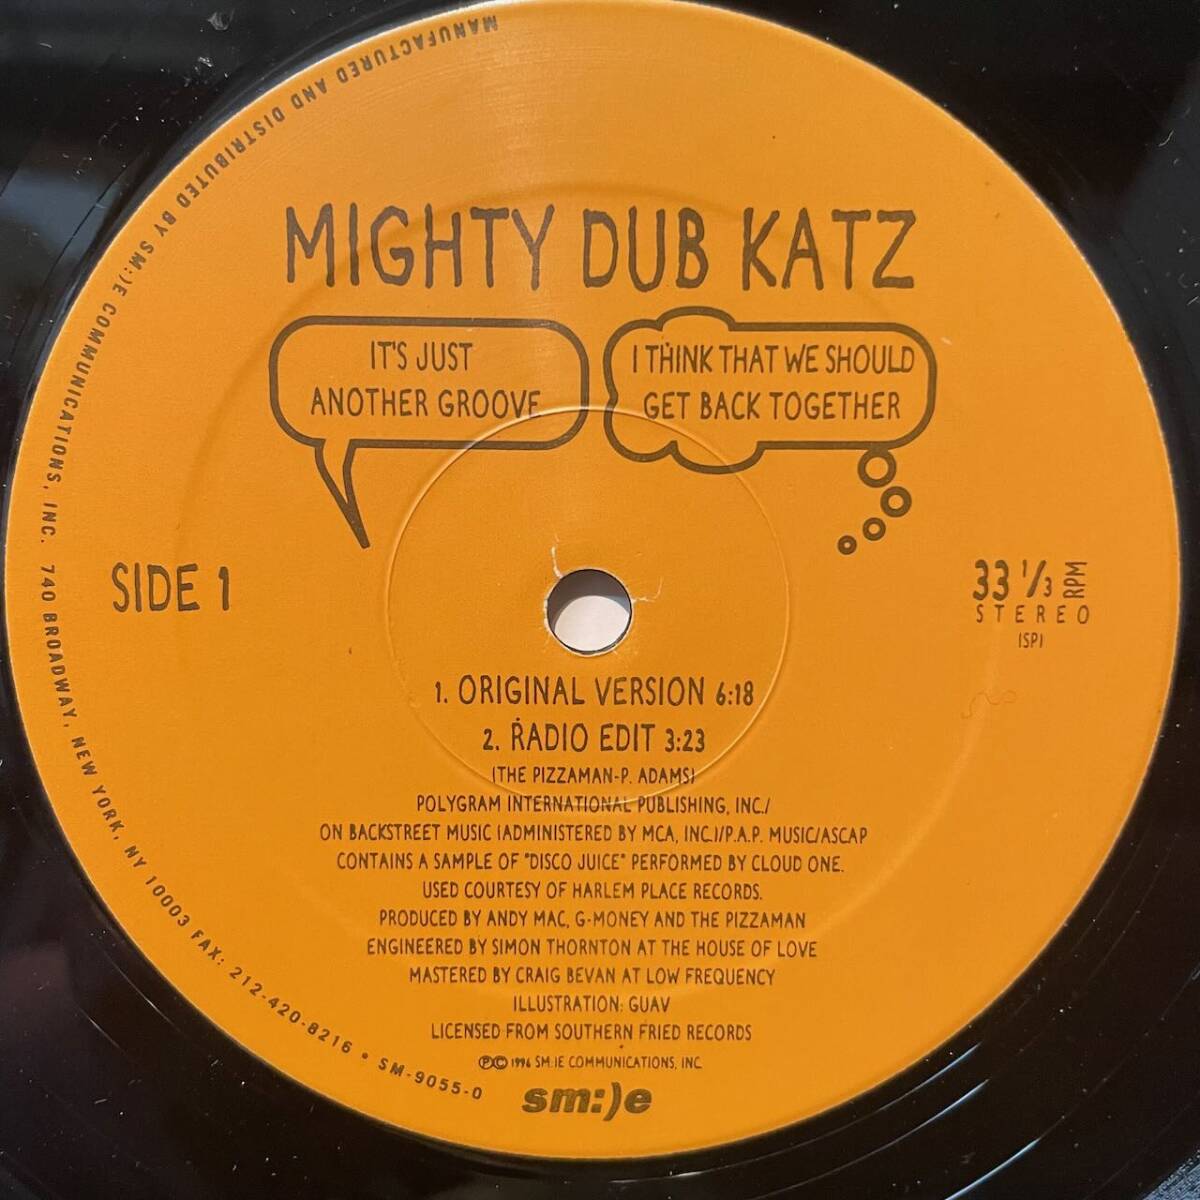 MIGHTY DUB KATZ
IT'S JUST
ANOTHER GROOVE
I THINK THAT WE SHOULD
GET BACK TOGETHER
SIDE 1
33 1/3 RPM
STEREO
(SP)
1. ORIGINAL VERSION 6:18
2. RADIO EDIT 3:23
(THE PIZZAMAN-P. ADAMS)
POLYGRAM INTERNATIONAL PUBLISHING, INC./
ON BACKSTREET MUSIC (ADMINISTERED BY MCA, INC.)/P.A.P. MUSIC/ASCAP
CONTAINS A SAMPLE OF "DISCO JUICE" PERFORMED BY CLOUD ONE.
USED COURTESY OF HARLEM PLACE RECORDS.
PRODUCED BY ANDY MAC, G-MONEY AND THE PIZZAMAN
ENGINEERED BY SIMON THORNTON AT THE HOUSE OF LOVE
MASTERED BY CRAIG BEVAN AT LOW FREQUENCY
ILLUSTRATION: GUAV
LICENSED FROM SOUTHERN FRIED RECORDS
℗© 1996 SM:)E COMMUNICATIONS, INC.
sm:)e
MANUFACTURED AND DISTRIBUTED BY SM:)E COMMUNICATIONS, INC. 740 BROADWAY, NEW YORK, NY 10003 FAX: 212-420-8216 • SM-9055-0